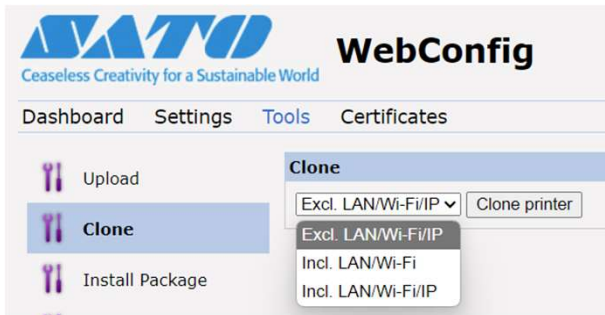 SATO
WebConfig
Ceaseless Creativity for a Sustainable World
Dashboard Settings Tools Certificates
Upload
Clone
Install Package
Clone
Excl. LAN/Wi-Fi/IP Clone printer
Excl. LAN/Wi-Fi/IP
Incl. LAN/Wi-Fi
Incl. LAN/Wi-Fi/IP